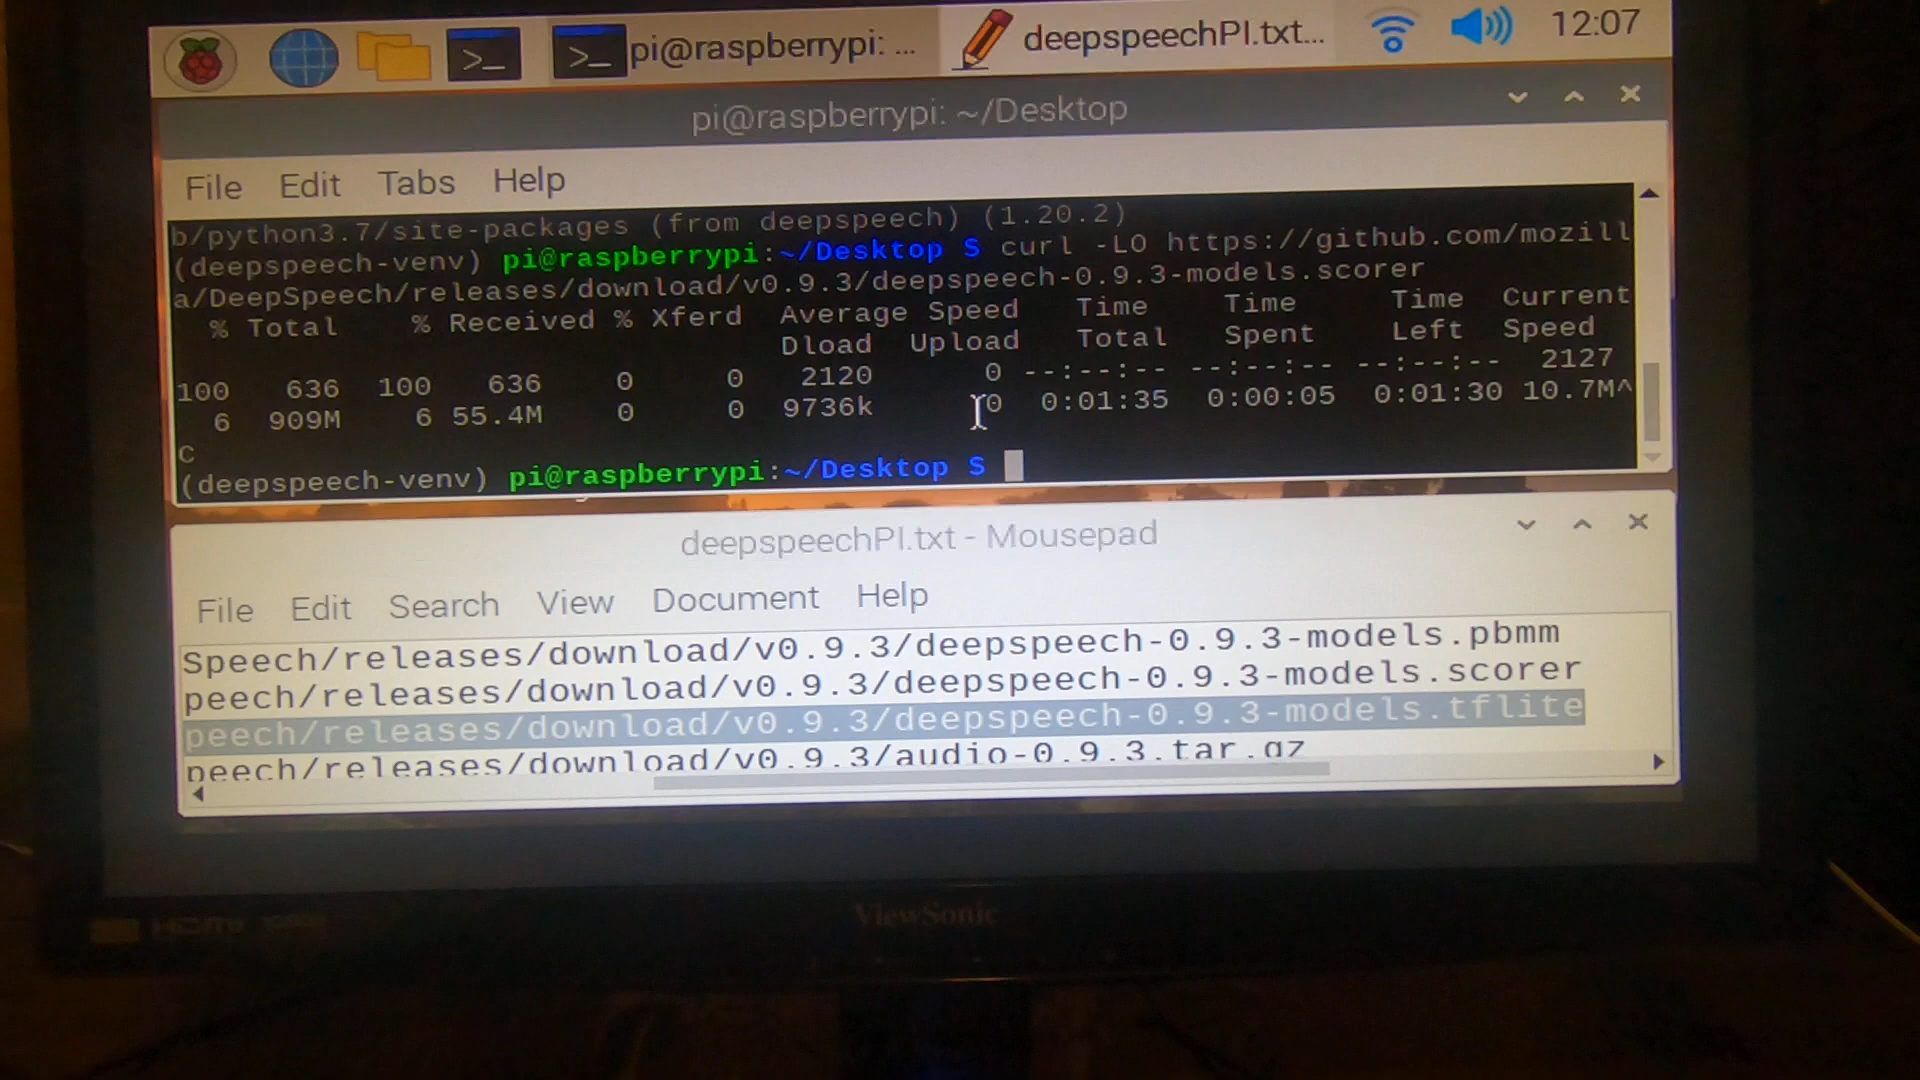 pi@raspberrypi: ...
deepspeechPI.txt...
12:07
pi@raspberrypi: ~/Desktop
File Edit Tabs Help
b/python3.7/site-packages (from deepspeech) (1.20.2)
(deepspeech-venv) pi@raspberrypi:~/Desktop $ curl -LO https://github.com/mozill
a/DeepSpeech/releases/download/v0.9.3/deepspeech-0.9.3-models.scorer
% Total % Received % Xferd Average Speed Time Time Time Current
Dload Upload Total Spent Left Speed
100 636 100 636 0 0 2120 0 --:--:-- --:--:-- --:--:-- 2127
6 909M 6 55.4M 0 0 9736k 0 0:01:35 0:00:05 0:01:30 10.7M^
C
(deepspeech-venv) pi@raspberrypi:~/Desktop $
deepspeechPI.txt - Mousepad
File Edit Search View Document Help
Speech/releases/download/v0.9.3/deepspeech-0.9.3-models.pbmm
peech/releases/download/v0.9.3/deepspeech-0.9.3-models.scorer
peech/releases/download/v0.9.3/deepspeech-0.9.3-models.tflite
peech/releases/download/v0.9.3/audio-0.9.3.tar.gz
HDMI
ViewSonic